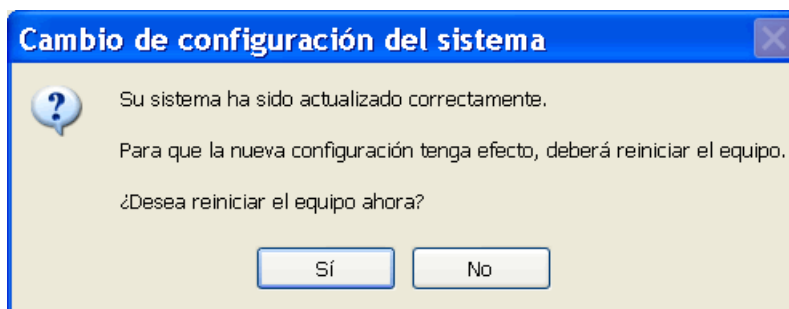 Cambio de configuración del sistema
Su sistema ha sido actualizado correctamente.
Para que la nueva configuración tenga efecto, deberá reiniciar el equipo.
¿Desea reiniciar el equipo ahora?
Sí
No